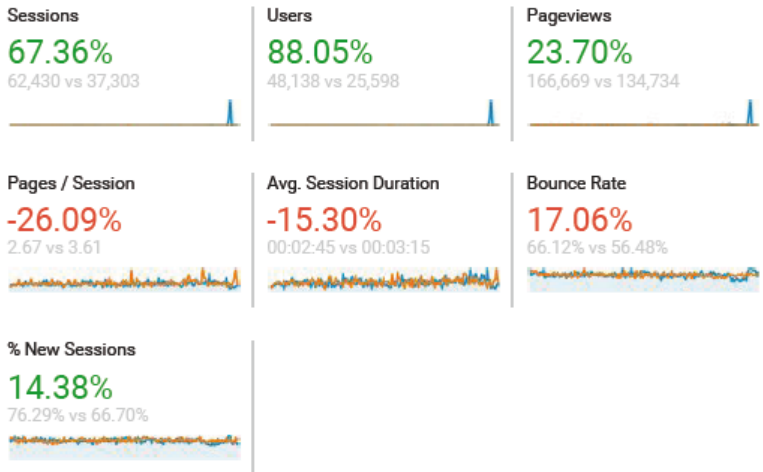 Sessions
67.36%
62,430 vs 37,303
Users
88.05%
48,138 vs 25,598
Pageviews
23.70%
166,669 vs 134,734
Pages / Session
-26.09%
2.67 vs 3.61
Avg. Session Duration
-15.30%
00:02:45 vs 00:03:15
Bounce Rate
17.06%
66.12% vs 56.48%
% New Sessions
14.38%
76.29% vs 66.70%